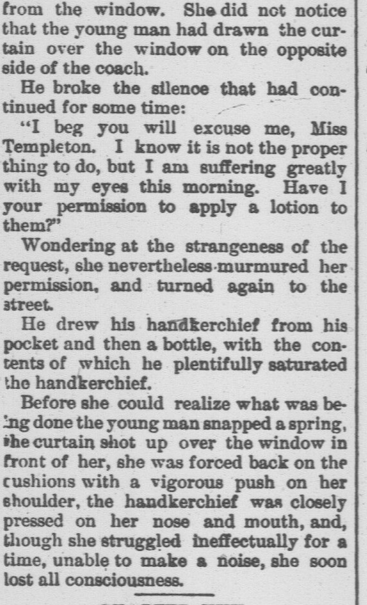 from the window. She did not notice
that the young man had drawn the cur-
tain over the window on the opposite
side of the coach.
He broke the silence that had con-
tinued for some time:
"I beg you will excuse me, Miss
Templeton. I know it is not the proper
thing to do, but I am suffering greatly
with my eyes this morning. Have I
your permission to apply a lotion to
them?"
Wondering at the strangeness of the
request, she nevertheless murmured her
permission, and turned again to the
street.
He drew his handkerchief from his
pocket and then a bottle, with the con-
tents of which he plentifully saturated
the handkerchief.
Before she could realize what was be-
ing done the young man snapped a spring,
the curtain shot up over the window in
front of her, she was forced back on the
cushions with a vigorous push on her
shoulder, the handkerchief was closely
pressed on her nose and mouth, and,
though she struggled ineffectually for a
time, unable to make a noise, she soon
lost all consciousness.